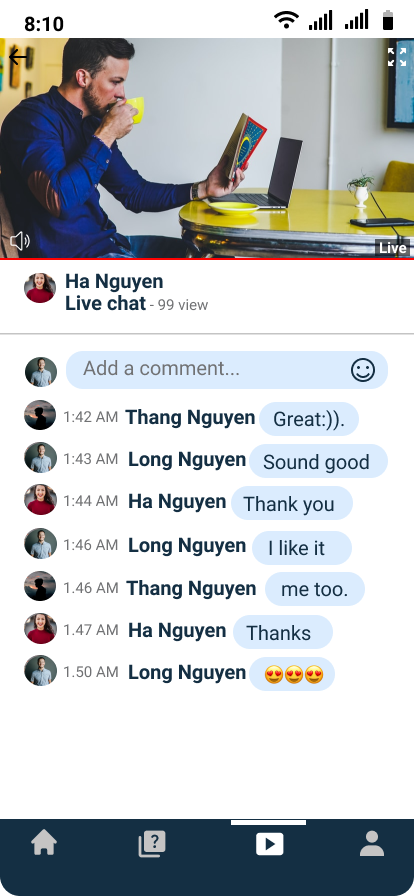 8:10
Live
Ha Nguyen
Live chat - 99 view
Add a comment...
1:42 AM Thang Nguyen Great:)).
1:43 AM Long Nguyen Sound good
1:44 AM Ha Nguyen Thank you
1:46 AM Long Nguyen I like it
1.46 AM Thang Nguyen me too.
1.47 AM Ha Nguyen Thanks
1.50 AM Long Nguyen 😍😍😍
?